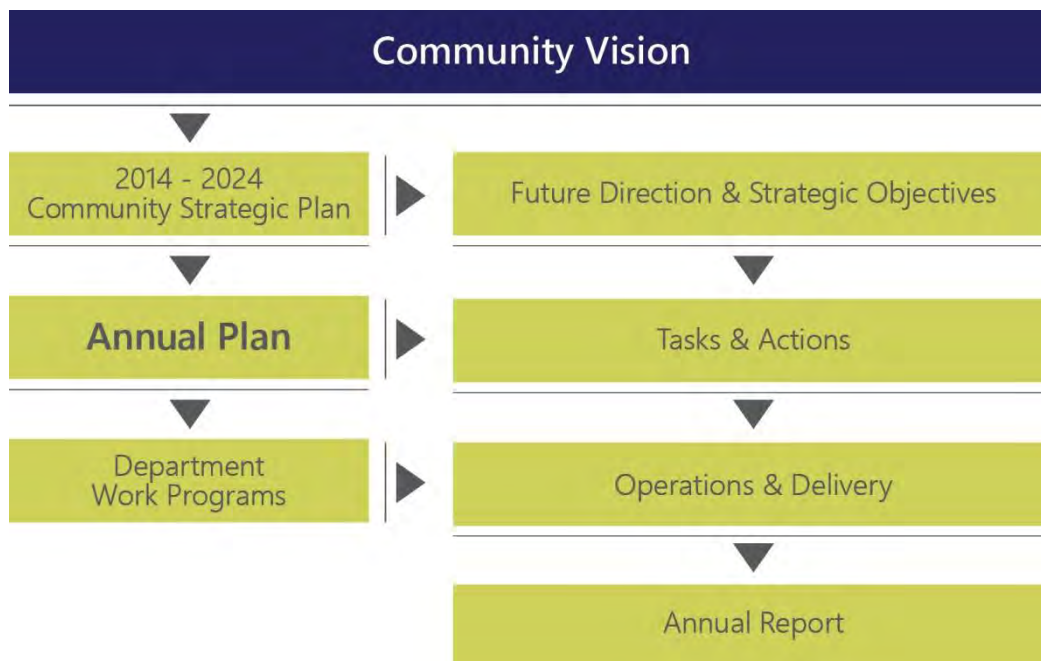 Community Vision
2014 - 2024
Community Strategic Plan
Future Direction & Strategic Objectives
Annual Plan
Tasks & Actions
Department
Work Programs
Operations & Delivery
Annual Report